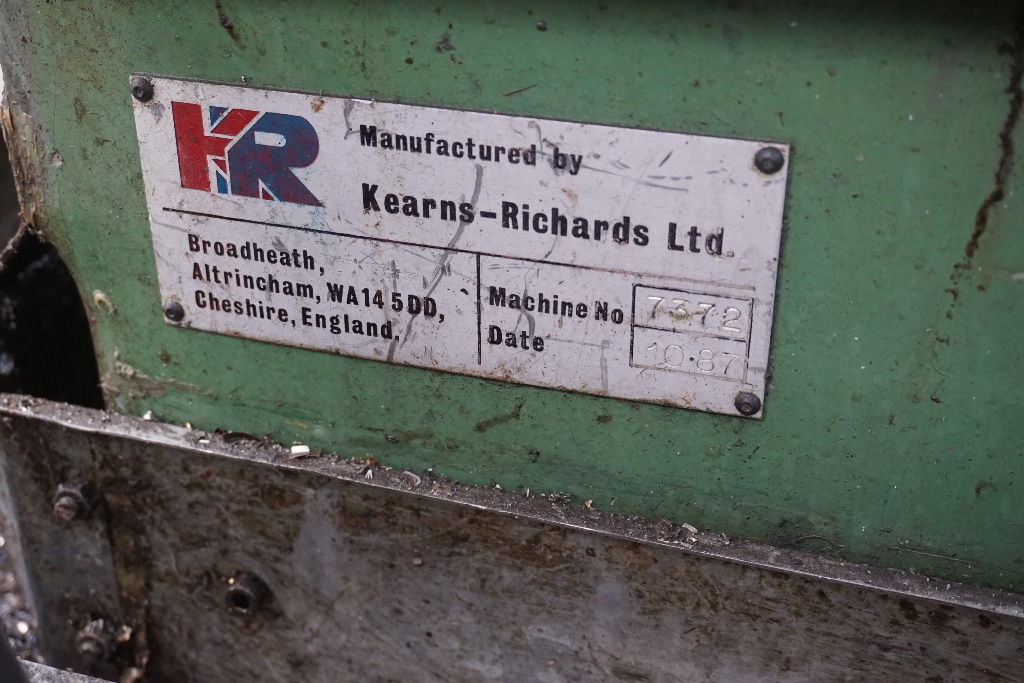 KR
Manufactured by
Kearns-Richards Ltd.
Broadheath,
Altrincham, WA14 5DD,
Cheshire, England.
Machine No 7372
Date 10·87